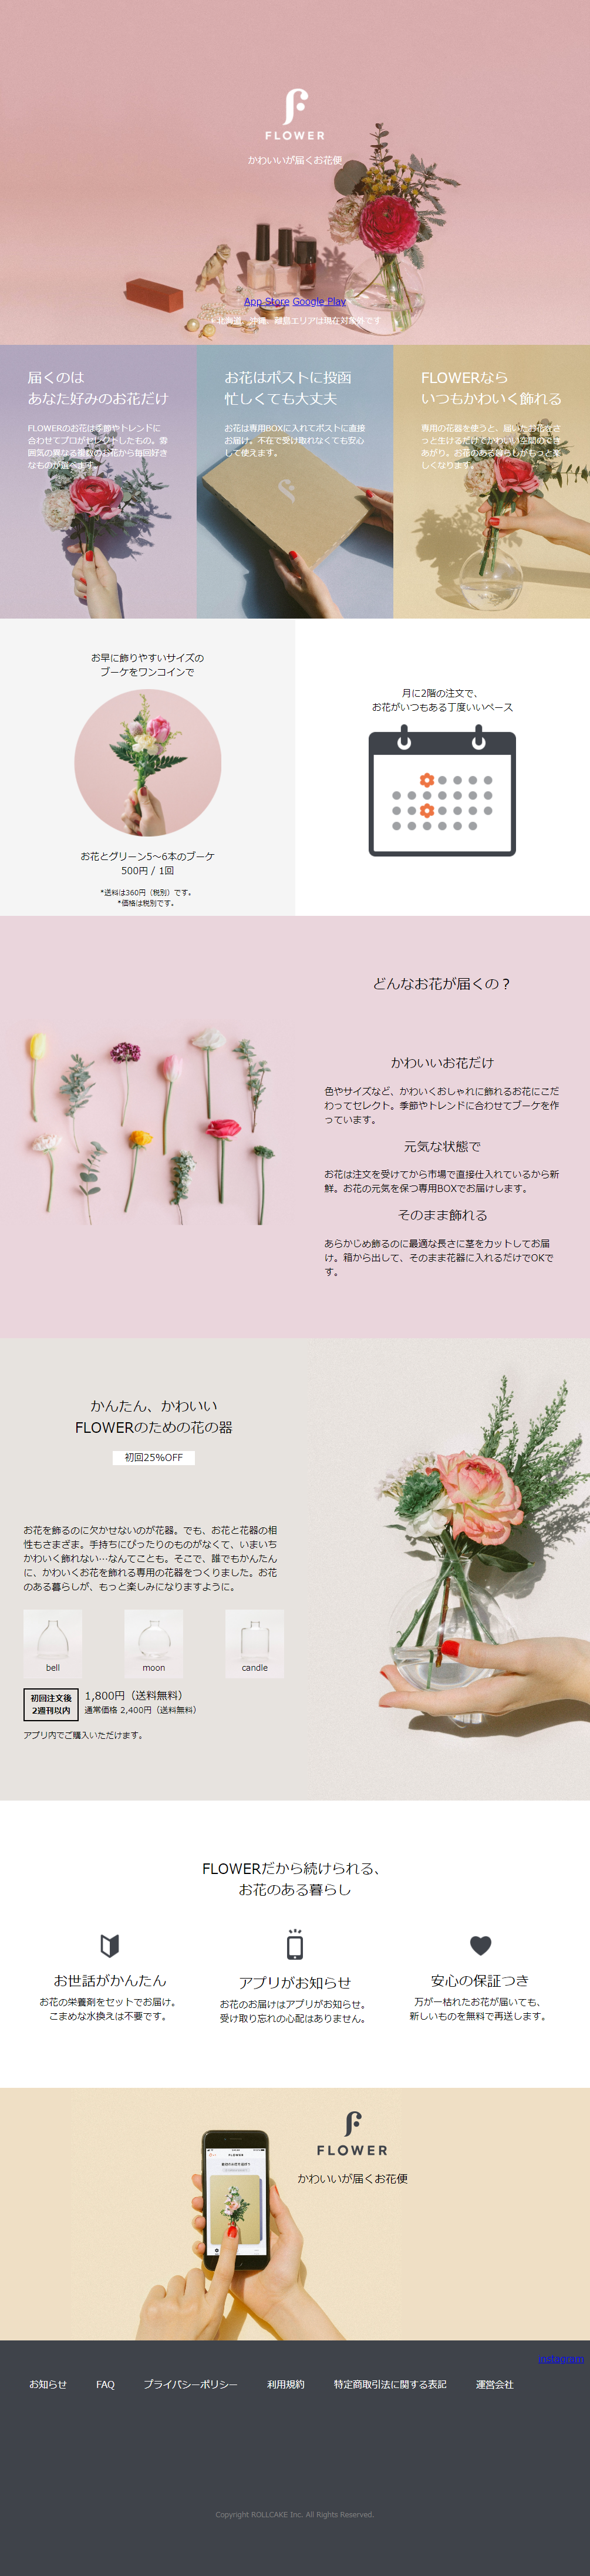 FLOWER
かわいいが届くお花便
App Store Google Play
* 北海道、沖縄、離島エリアは現在対象外です
届くのは
あなた好みのお花だけ
FLOWERのお花は季節やトレンドに
合わせてプロがセレクトしたもの。雰
囲気の異なる複数のお花から毎回好き
なものが選べます。
お花はポストに投函
忙しくても大丈夫
お花は専用BOXに入れてポストに直接
お届け。不在で受け取れなくても安心
して使えます。
FLOWERなら
いつもかわいく飾れる
専用の花器を使うと、届いたお花をさ
っと生けるだけでかわいい空間のでき
あがり。お花のある暮らしがもっと楽
しくなります。
お早に飾りやすいサイズの
ブーケをワンコインで
お花とグリーン5〜6本のブーケ
500円 / 1回
*送料は360円（税別）です。
*価格は税別です。
月に2階の注文で、
お花がいつもある丁度いいペース
どんなお花が届くの？
かわいいお花だけ
色やサイズなど、かわいくおしゃれに飾れるお花にこだ
わってセレクト。季節やトレンドに合わせてブーケを作
っています。
元気な状態で
お花は注文を受けてから市場で直接仕入れているから新
鮮。お花の元気を保つ専用BOXでお届けします。
そのまま飾れる
あらかじめ飾るのに最適な長さに茎をカットしてお届
け。箱から出して、そのまま花器に入れるだけでOKで
す。
かんたん、かわいい
FLOWERのための花の器
初回25%OFF
お花を飾るのに欠かせないのが花器。でも、お花と花器の相
性もさまざま。手持ちにぴったりのものがなくて、いまいち
かわいく飾れない…なんてことも。そこで、誰でもかんたん
に、かわいくお花を飾れる専用の花器をつくりました。お花
のある暮らしが、もっと楽しみになりますように。
bell
moon
candle
初回注文後
2週刊以内
1,800円（送料無料）
通常価格 2,400円（送料無料）
アプリ内でご購入いただけます。
FLOWERだから続けられる、
お花のある暮らし
お世話がかんたん
お花の栄養剤をセットでお届け。
こまめな水換えは不要です。
アプリがお知らせ
お花のお届けはアプリがお知らせ。
受け取り忘れの心配はありません。
安心の保証つき
万が一枯れたお花が届いても、
新しいものを無料で再送します。
FLOWER
FLOWER
かわいいが届くお花便
instagram
お知らせ
FAQ
プライバシーポリシー
利用規約
特定商取引法に関する表記
運営会社
Copyright ROLLCAKE Inc. All Rights Reserved.